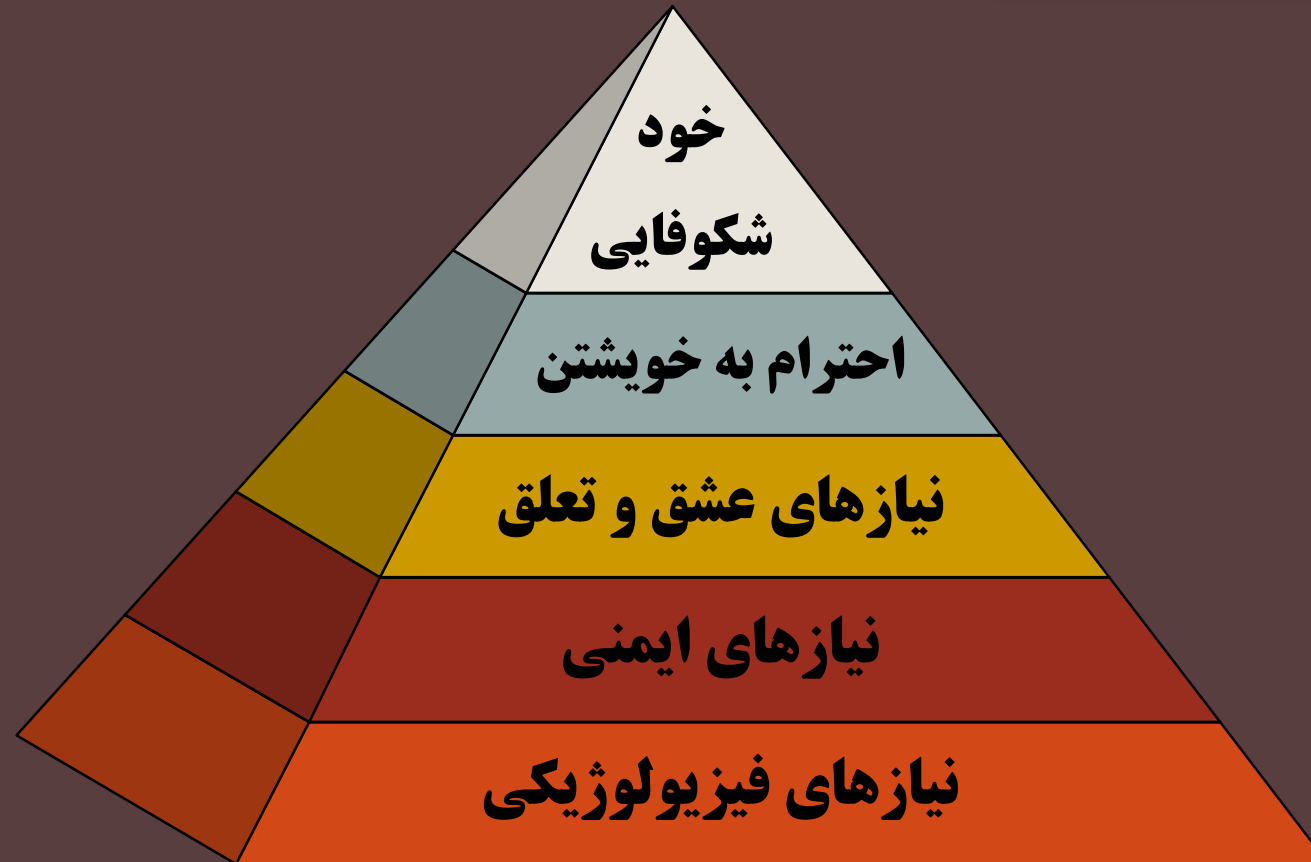 خود
شکوفایی
احترام به خویشتن
نیازهای عشق و تعلق
نیازهای ایمنی
نیازهای فیزیولوژیکی